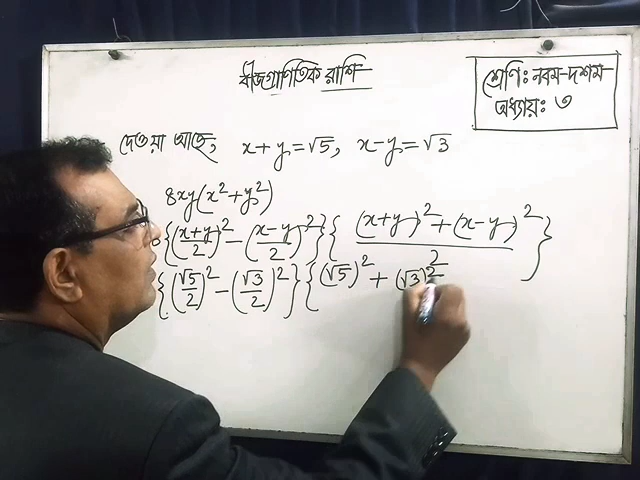 বীজগাণিতিক রাশি
শ্রেণি: নবম-দশম
অধ্যায়: ৩
দেওয়া আছে, x+y=√5, x-y=√3
8xy(x²+y²)
{((x+y)/2)² - ((x-y)/2)²}{((x+y)²+(x-y)²)/2}
{(√5/2)² - (√3/2)²}{(√5)² + (√3)²